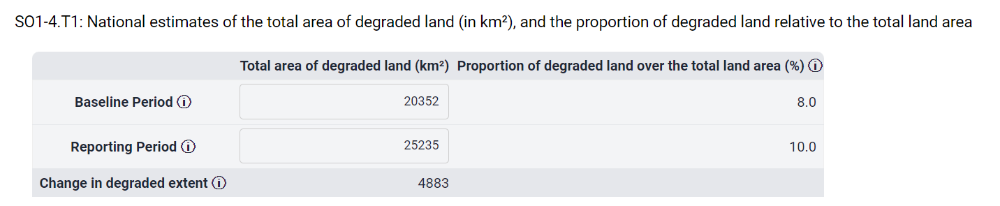 SO1-4.T1: National estimates of the total area of degraded land (in km²), and the proportion of degraded land relative to the total land area
Total area of degraded land (km²) Proportion of degraded land over the total land area (%) ⓘ
Baseline Period ⓘ 20352 8.0
Reporting Period ⓘ 25235 10.0
Change in degraded extent ⓘ 4883